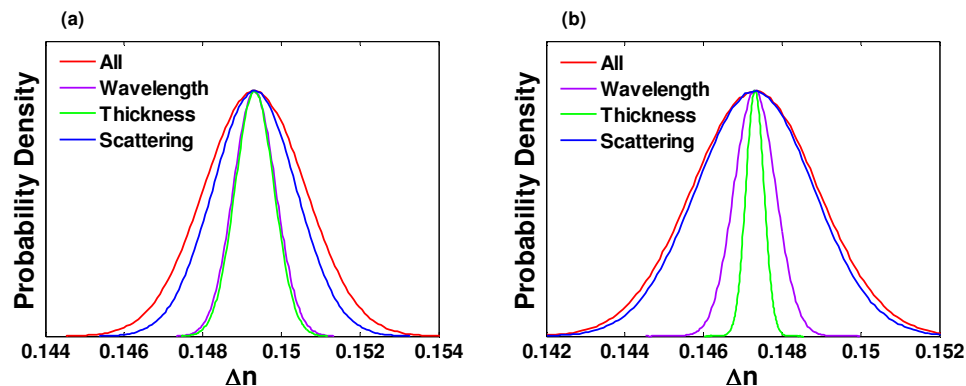 (a)
All
Wavelength
Thickness
Scattering
Probability Density
0.144 0.146 0.148 0.15 0.152 0.154
Δn
(b)
All
Wavelength
Thickness
Scattering
Probability Density
0.142 0.144 0.146 0.148 0.15 0.152
Δn